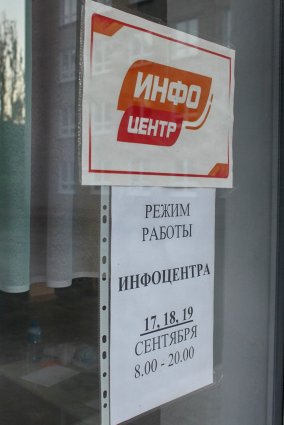 ИНФО
ЦЕНТР
РЕЖИМ
РАБОТЫ
ИНФОЦЕНТРА
17, 18, 19
СЕНТЯБРЯ
8.00 - 20.00